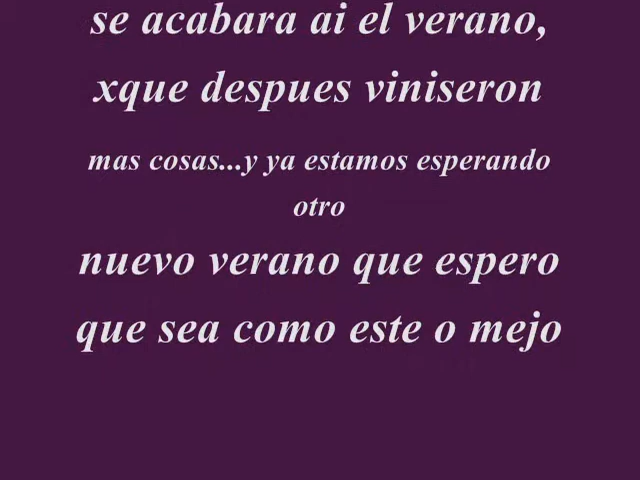 se acabara ai el verano,
xque despues viniseron
mas cosas...y ya estamos esperando
otro
nuevo verano que espero
que sea como este o mejo